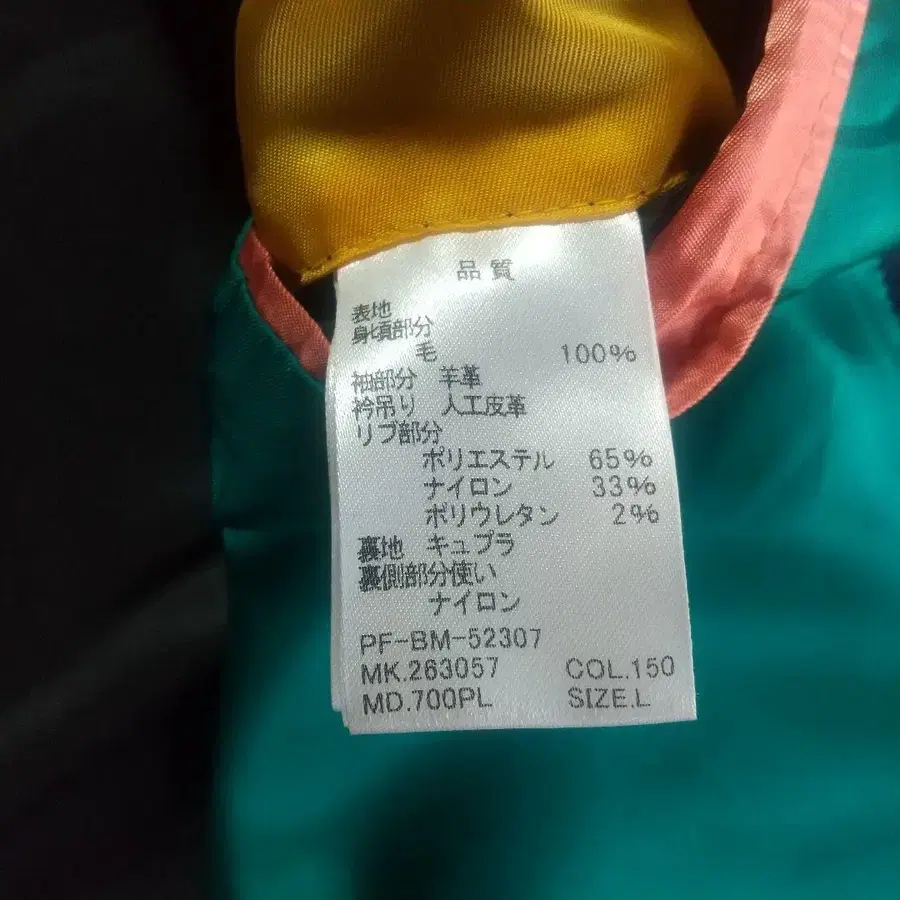 品質
表地
身頃部分
毛 100%
袖部分 羊革
衿吊り 人工皮革
リブ部分
ポリエステル 65%
ナイロン 33%
ポリウレタン 2%
裏地 キュプラ
裏側部分使い
ナイロン
PF-BM-52307
MK.263057 COL.150
MD.700PL SIZE.L